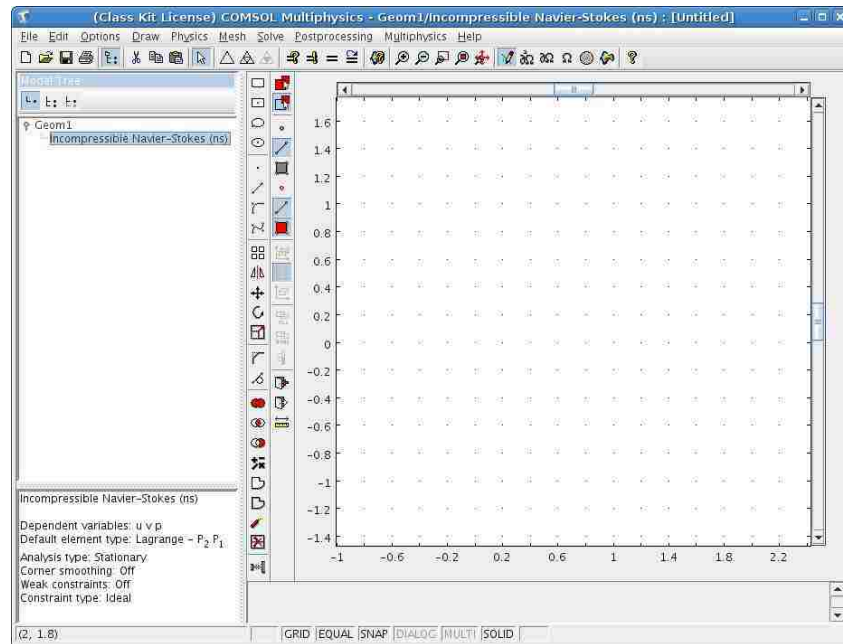 (Class Kit License) COMSOL Multiphysics - Geom1/Incompressible Navier-Stokes (ns) : [Untitled]
File Edit Options Draw Physics Mesh Solve Postprocessing Multiphysics Help
Model Tree
Geom1
Incompressible Navier-Stokes (ns)
1.6
1.4
1.2
1
0.8
0.6
0.4
0.2
0
-0.2
-0.4
-0.6
-0.8
-1
-1.2
-1.4
-1 -0.6 -0.2 0.2 0.6 1 1.4 1.8 2.2
Incompressible Navier-Stokes (ns)
Dependent variables: u v p
Default element type: Lagrange - P₂ P₁
Analysis type: Stationary
Corner smoothing: Off
Weak constraints: Off
Constraint type: Ideal
(2, 1.8)
GRID EQUAL SNAP DIALOG MULTI SOLID